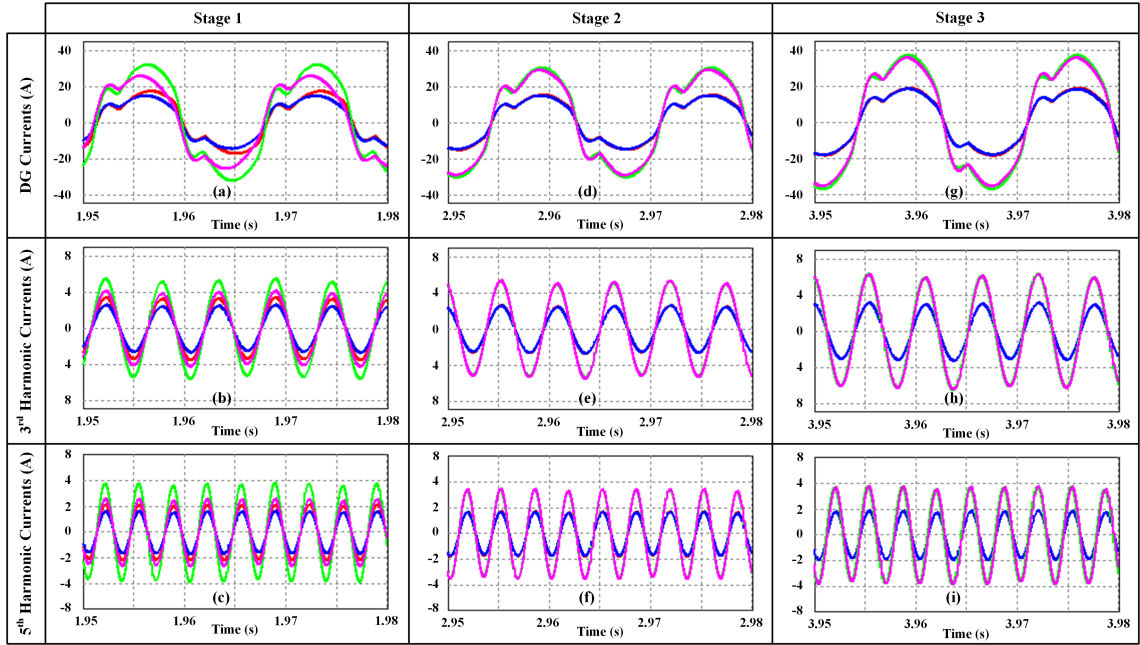 Stage 1 Stage 2 Stage 3
DG Currents (A)
40 40 40
20 20 20
0 0 0
-20 -20 -20
-40 -40 -40
(a) (d) (g)
1.95 1.96 1.97 1.98 2.95 2.96 2.97 2.98 3.95 3.96 3.97 3.98
Time (s) Time (s) Time (s)
3rd Harmonic Currents (A)
8 8 8
4 4 4
0 0 0
4 4 4
8 8 8
(b) (e) (h)
1.95 1.96 1.97 1.98 2.95 2.96 2.97 2.98 3.95 3.96 3.97 3.98
Time (s) Time (s) Time (s)
5th Harmonic Currents (A)
8 8 8
4 4 4
2 2 2
0 0 0
-2 -2 -2
-4 -4 -4
-8 -8 -8
(c) (f) (i)
1.95 1.96 1.97 1.98 2.95 2.96 2.97 2.98 3.95 3.96 3.97 3.98
Time (s) Time (s) Time (s)